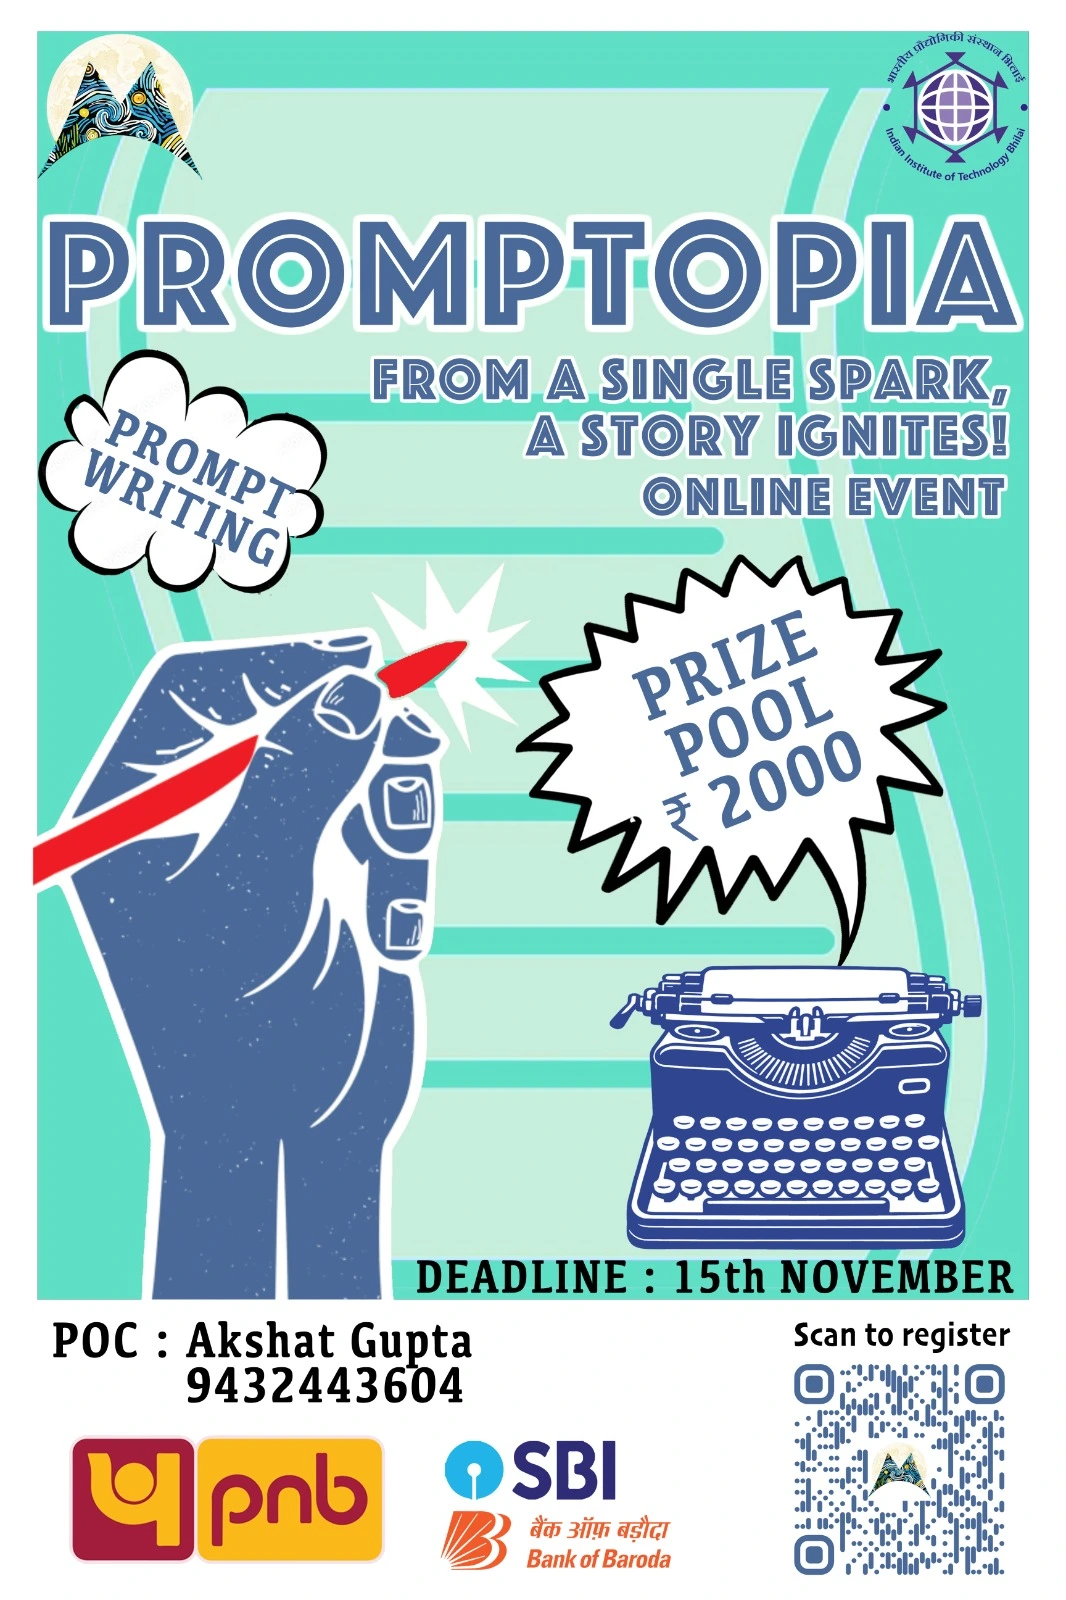 भारतीय प्रौद्योगिकी संस्थान भिलाई
Indian Institute of Technology Bhilai
PROMPTOPIA
FROM A SINGLE SPARK,
A STORY IGNITES!
ONLINE EVENT
PROMPT
WRITING
PRIZE
POOL
₹ 2000
DEADLINE : 15th NOVEMBER
POC : Akshat Gupta
9432443604
Scan to register
pnb
SBI
बैंक ऑफ़ बड़ौदा
Bank of Baroda